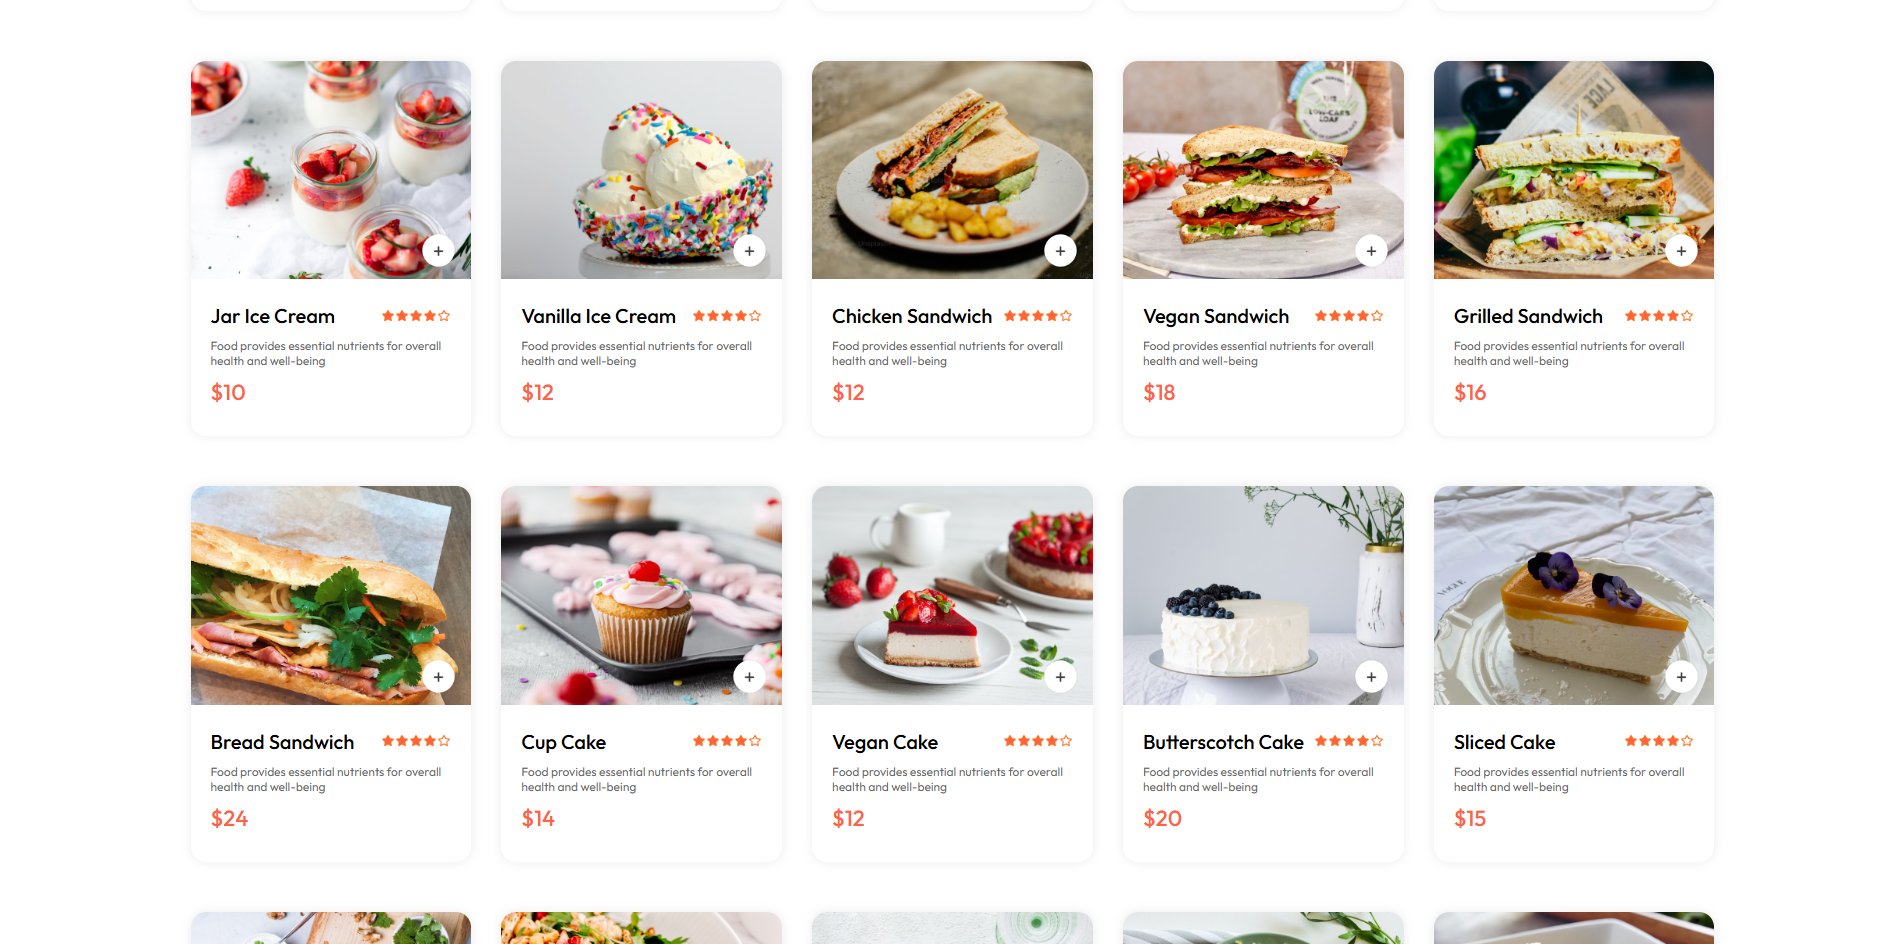 Jar Ice Cream
Food provides essential nutrients for overall
health and well-being
$10
Vanilla Ice Cream
Food provides essential nutrients for overall
health and well-being
$12
Chicken Sandwich
Food provides essential nutrients for overall
health and well-being
$12
LOW-CARB
LOAF
Vegan Sandwich
Food provides essential nutrients for overall
health and well-being
$18
Grilled Sandwich
Food provides essential nutrients for overall
health and well-being
$16
Bread Sandwich
Food provides essential nutrients for overall
health and well-being
$24
Cup Cake
Food provides essential nutrients for overall
health and well-being
$14
Vegan Cake
Food provides essential nutrients for overall
health and well-being
$12
Butterscotch Cake
Food provides essential nutrients for overall
health and well-being
$20
Sliced Cake
Food provides essential nutrients for overall
health and well-being
$15